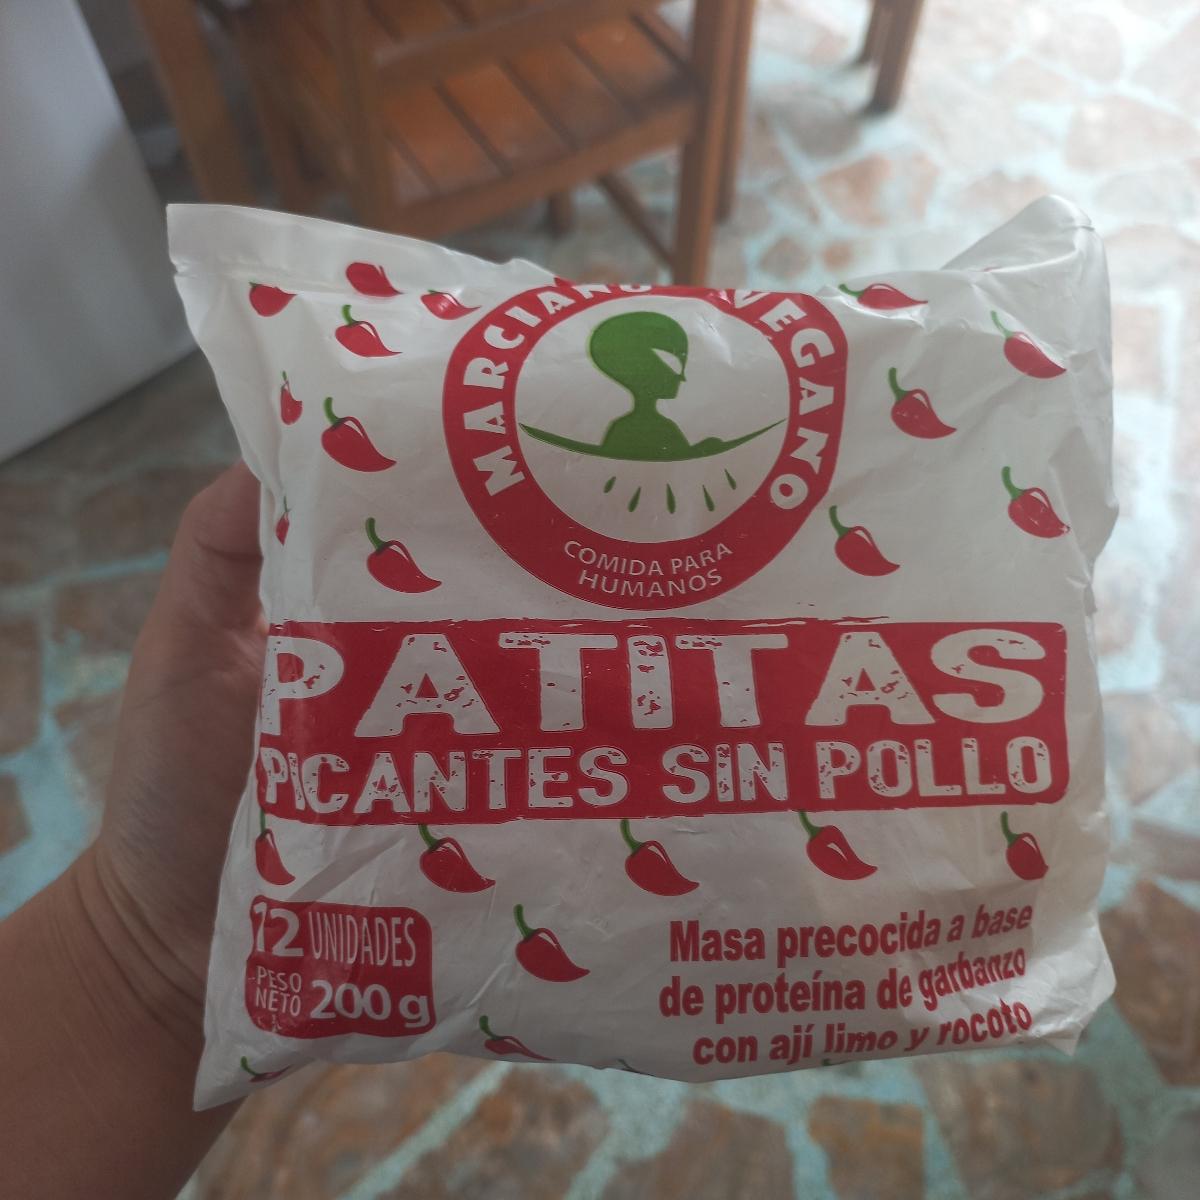 MARCIANO VEGANO
COMIDA PARA
HUMANOS
PATITAS
PICANTES SIN POLLO
12 UNIDADES
PESO
NETO 200 g
Masa precocida a base
de proteína de garbanzo
con ají limo y rocoto